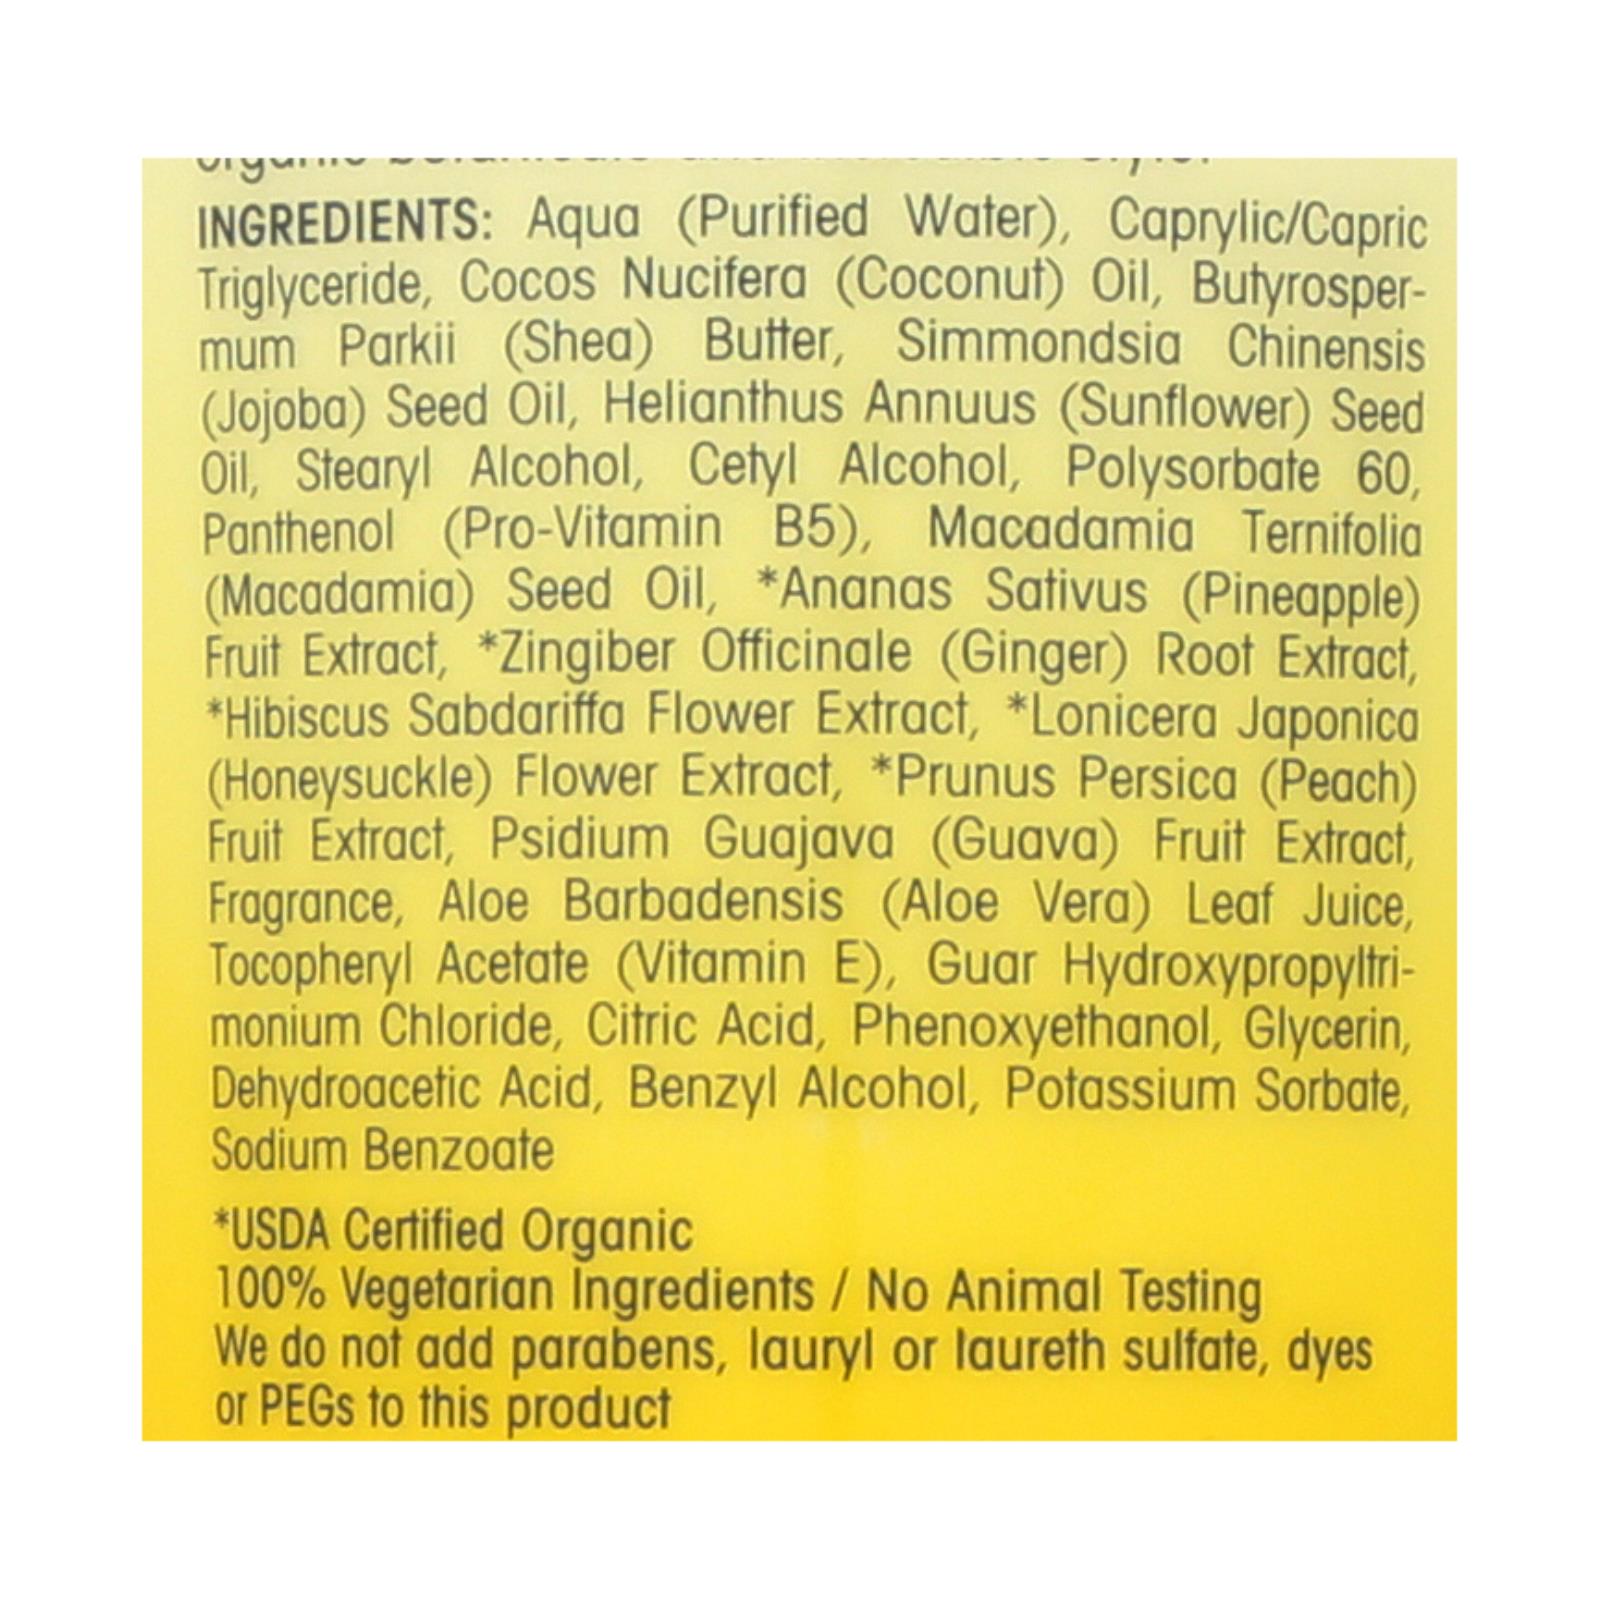 INGREDIENTS: Aqua (Purified Water), Caprylic/Capric
Triglyceride, Cocos Nucifera (Coconut) Oil, Butyrosper-
mum Parkii (Shea) Butter, Simmondsia Chinensis
(Jojoba) Seed Oil, Helianthus Annuus (Sunflower) Seed
Oil, Stearyl Alcohol, Cetyl Alcohol, Polysorbate 60,
Panthenol (Pro-Vitamin B5), Macadamia Ternifolia
(Macadamia) Seed Oil, *Ananas Sativus (Pineapple)
Fruit Extract, *Zingiber Officinale (Ginger) Root Extract,
*Hibiscus Sabdariffa Flower Extract, *Lonicera Japonica
(Honeysuckle) Flower Extract, *Prunus Persica (Peach)
Fruit Extract, Psidium Guajava (Guava) Fruit Extract,
Fragrance, Aloe Barbadensis (Aloe Vera) Leaf Juice,
Tocopheryl Acetate (Vitamin E), Guar Hydroxypropyltri-
monium Chloride, Citric Acid, Phenoxyethanol, Glycerin,
Dehydroacetic Acid, Benzyl Alcohol, Potassium Sorbate,
Sodium Benzoate
*USDA Certified Organic
100% Vegetarian Ingredients / No Animal Testing
We do not add parabens, lauryl or laureth sulfate, dyes
or PEGs to this product